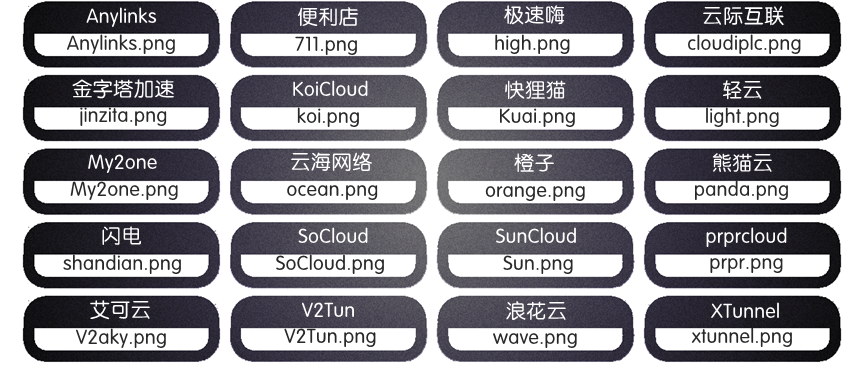 Anylinks
Anylinks.png
便利店
711.png
极速嗨
high.png
云际互联
cloudiplc.png
金字塔加速
jinzita.png
KoiCloud
koi.png
快狸猫
Kuai.png
轻云
light.png
My2one
My2one.png
云海网络
ocean.png
橙子
orange.png
熊猫云
panda.png
闪电
shandian.png
SoCloud
SoCloud.png
SunCloud
Sun.png
prprcloud
prpr.png
艾可云
V2aky.png
V2Tun
V2Tun.png
浪花云
wave.png
XTunnel
xtunnel.png